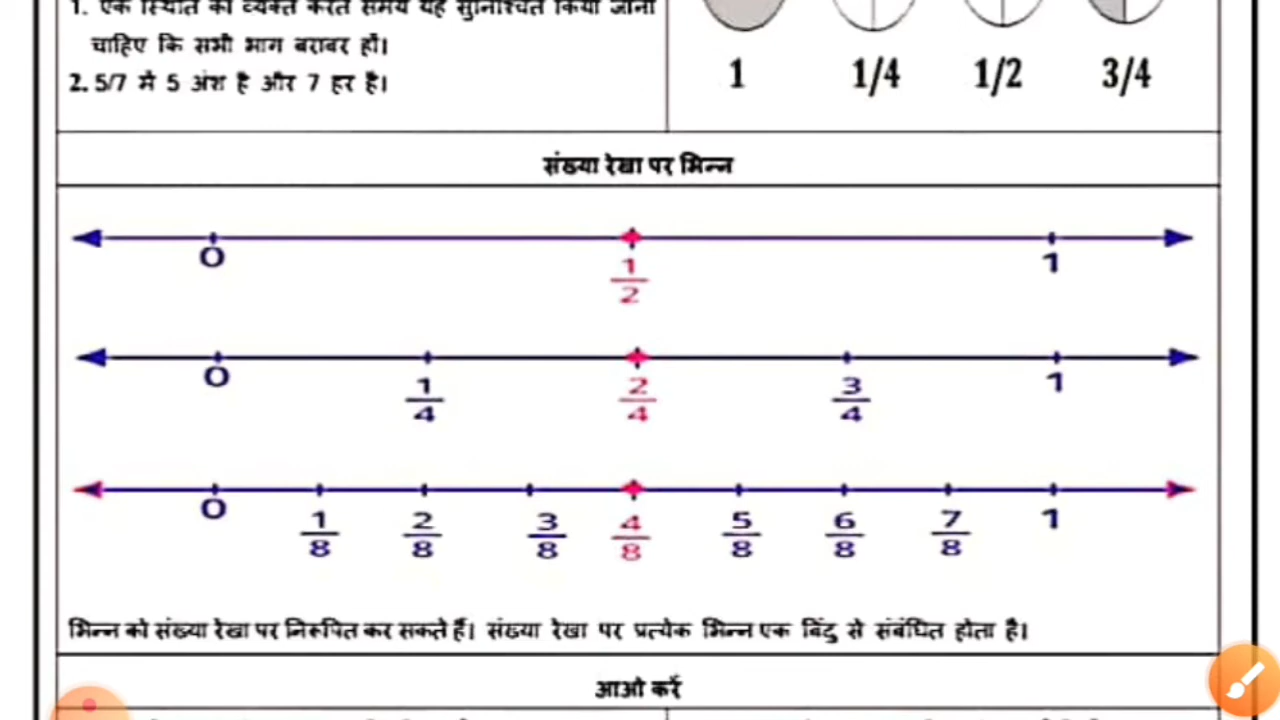 1. एक स्थिति को व्यक्त करते समय यह सुनिश्चित किया जाना
चाहिए कि सभी भाग बराबर हों।
2. 5/7 में 5 अंश है और 7 हर है।
1 1/4 1/2 3/4
संख्या रेखा पर भिन्न
0 1/2 1
0 1/4 2/4 3/4 1
0 1/8 2/8 3/8 4/8 5/8 6/8 7/8 1
भिन्न को संख्या रेखा पर निरूपित कर सकते हैं। संख्या रेखा पर प्रत्येक भिन्न एक बिंदु से संबंधित होता है।
आओ करें